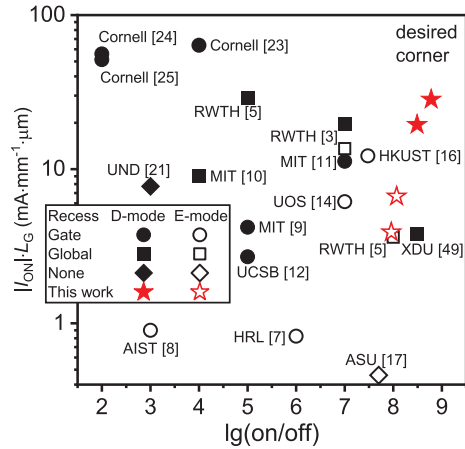 100
10
1
|I_ON|·L_G (mA·mm⁻¹·μm)
Cornell [24]
Cornell [23]
desired
corner
Cornell [25]
RWTH [5]
RWTH [3]
MIT [11]
HKUST [16]
UND [21]
MIT [10]
UOS [14]
Recess D-mode E-mode
Gate
Global
None
This work
MIT [9]
UCSB [12]
RWTH [5]
XDU [49]
AIST [8]
HRL [7]
ASU [17]
2 3 4 5 6 7 8 9
lg(on/off)